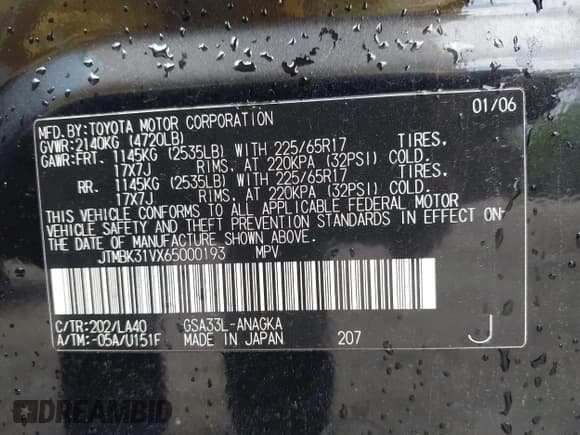 01/06
MFD.BY:TOYOTA MOTOR CORPORATION
GVWR:2140KG (4720LB)
GAWR:FRT. 1145KG (2535LB) WITH 225/65R17 TIRES.
17X7J RIMS. AT 220KPA (32PSI) COLD.
RR. 1145KG (2535LB) WITH 225/65R17 TIRES.
17X7J RIMS. AT 220KPA (32PSI) COLD.
THIS VEHICLE CONFORMS TO ALL APPLICABLE FEDERAL MOTOR
VEHICLE SAFETY AND THEFT PREVENTION STANDARDS IN EFFECT ON
THE DATE OF MANUFACTURE SHOWN ABOVE.
JTMBK31VX65000193 MPV
C/TR:202/LA40 GSA33L-ANAGKA
A/TM:-05A/U151F MADE IN JAPAN 207 J
DREAMBID